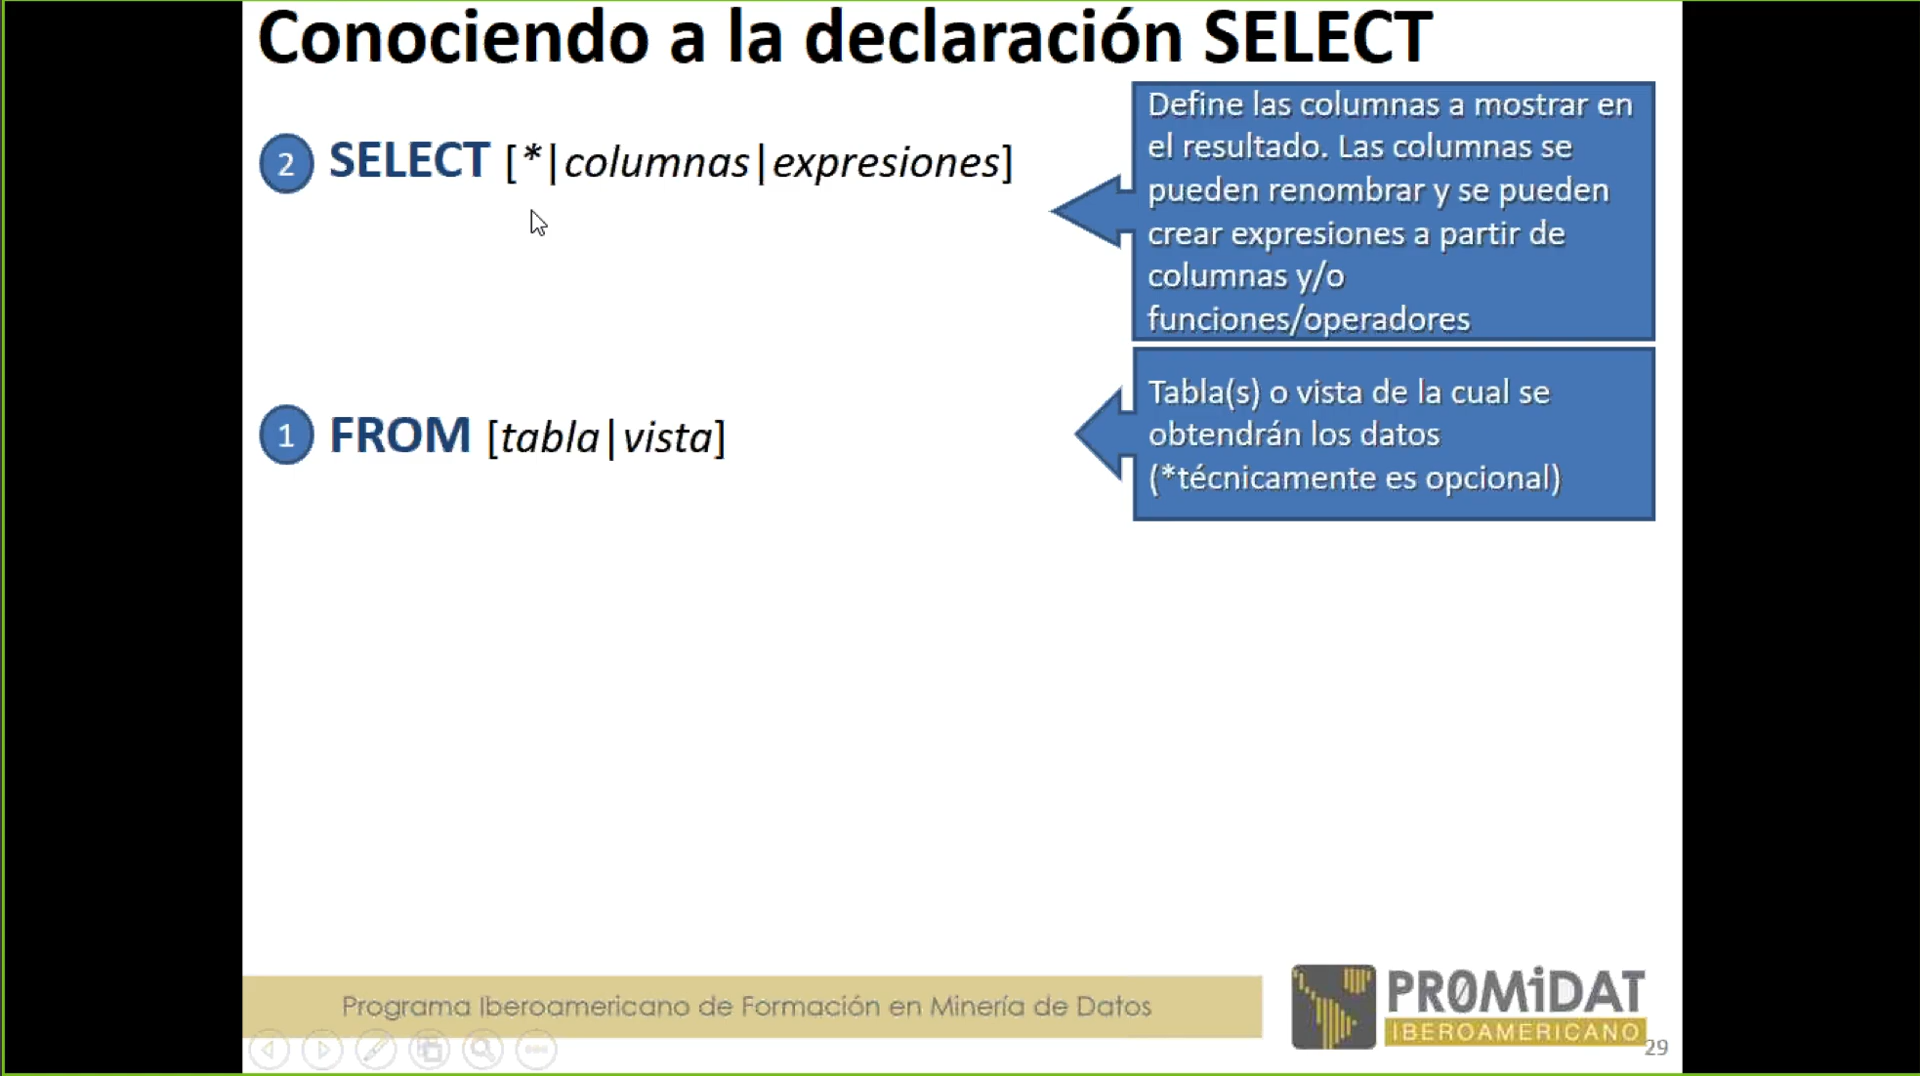 Conociendo a la declaración SELECT
2 SELECT [*|columnas|expresiones]
Define las columnas a mostrar en
el resultado. Las columnas se
pueden renombrar y se pueden
crear expresiones a partir de
columnas y/o
funciones/operadores
1 FROM [tabla|vista]
Tabla(s) o vista de la cual se
obtendrán los datos
(*técnicamente es opcional)
Programa Iberoamericano de Formación en Minería de Datos
PR0MiDAT
IBEROAMERICANO
29